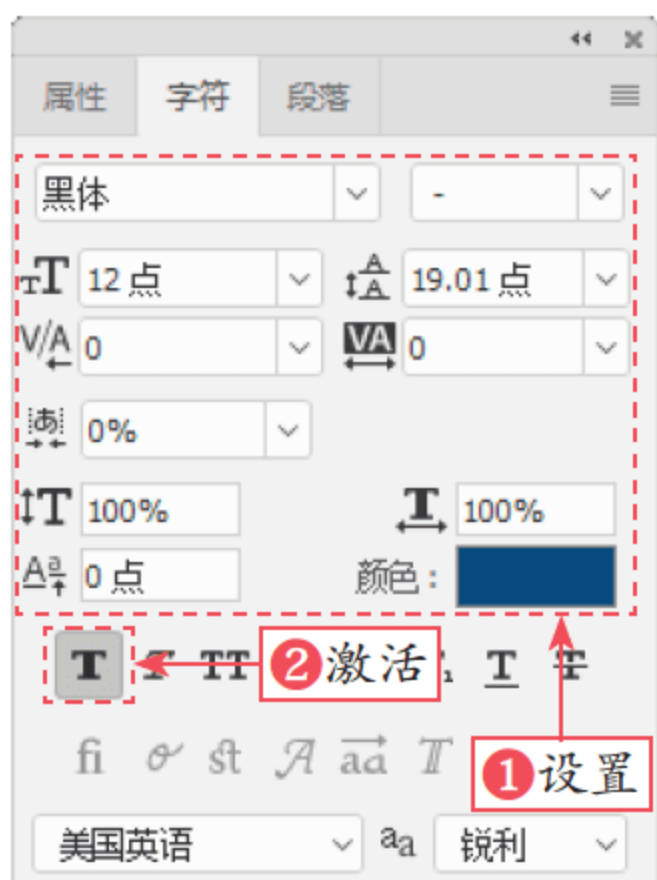 属性 字符 段落
黑体 -
12 点 19.01 点
0 0
0%
100% 100%
0 点 颜色：
❷激活
❶设置
美国英语 aa 锐利